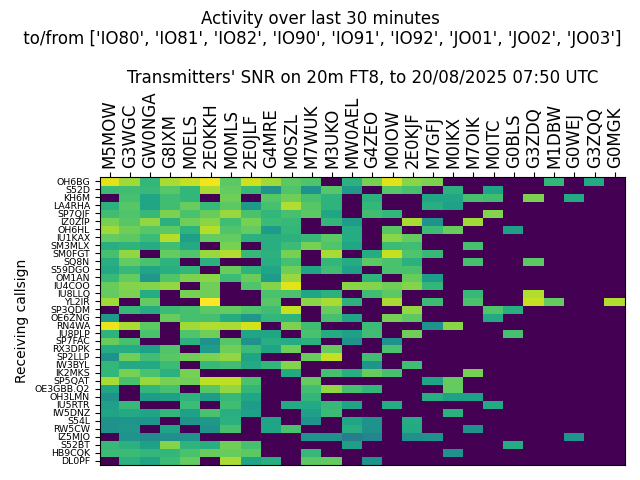 Activity over last 30 minutes
to/from ['IO80', 'IO81', 'IO82', 'IO90', 'IO91', 'IO92', 'JO01', 'JO02', 'JO03']
Transmitters' SNR on 20m FT8, to 20/08/2025 07:50 UTC
M5MOW
G3WGC
GW0NGA
G8IXM
M0ELS
2E0KKH
M0MLS
2E0JLF
G4MRE
M0SZL
M7WUK
M3UKO
MW0AEL
G4ZEO
M0IOW
2E0KJF
M7GFJ
M0IKX
M7OIK
M0ITC
G0BLS
G3ZDQ
M1DBW
G0WEJ
G3ZQQ
G0MGK
Receiving callsign
OH6BG
S52D
KH6M
LA4RHA
SP7QJF
IZ0ZIP
OH6HL
IU1KAX
SM3MLX
SM0FGT
SQ8N
S59DGO
OM1AN
IU4COO
IU8LLQ
YL2IR
SP3QDM
OE6ZNG
RN4WA
IU8PLP
SP7FAC
RX3DPK
SP2LLP
IW3BYL
IK2MKS
SP5QAT
OE3GBB.Q2
OH3LMN
IU5RTR
IW5DNZ
S54L
RW5CW
IZ5MJO
S52BT
HB9CQK
DL0PF